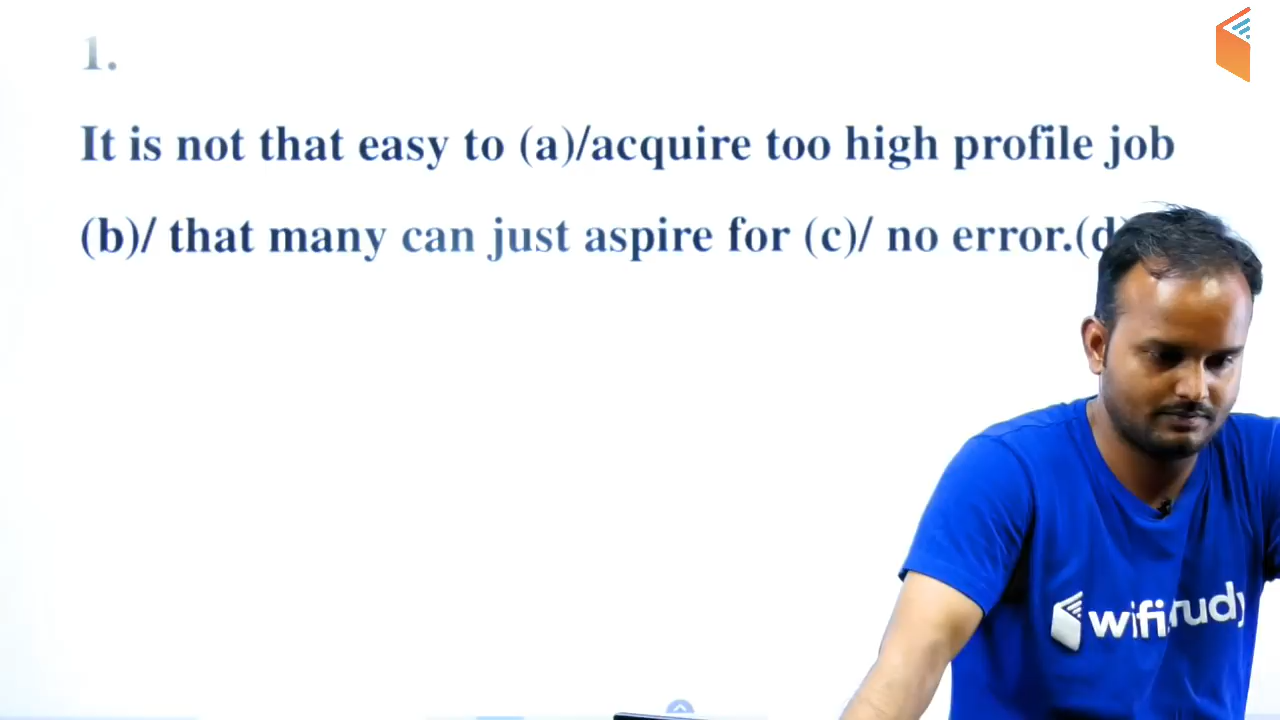 1.
It is not that easy to (a)/acquire too high profile job
(b)/ that many can just aspire for (c)/ no error.(d)
wifistudy